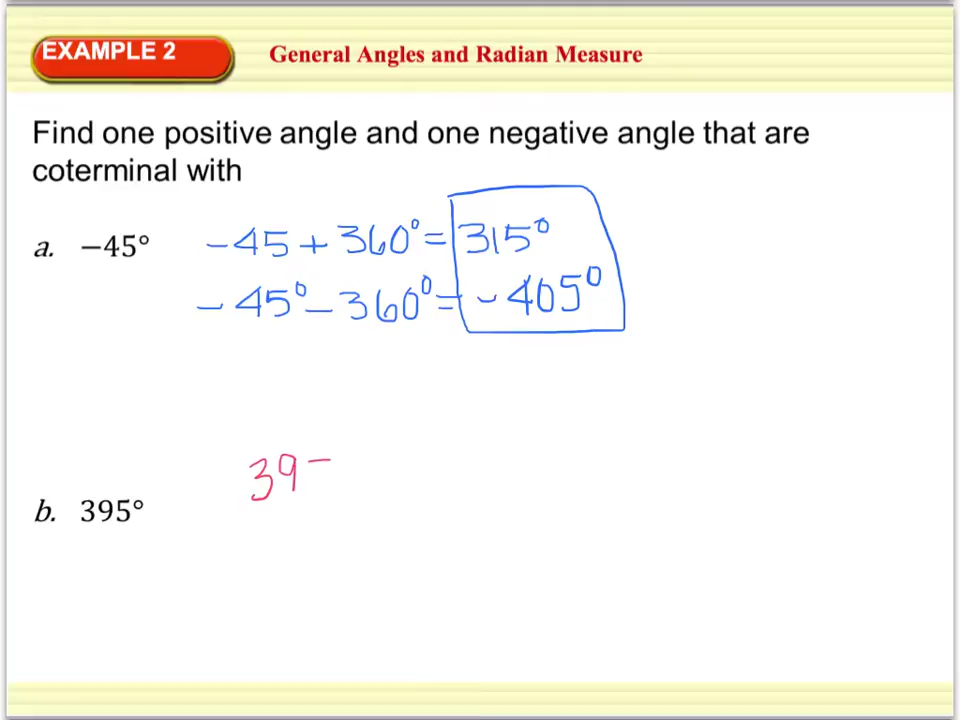 EXAMPLE 2 General Angles and Radian Measure
Find one positive angle and one negative angle that are
coterminal with
a. −45° -45 + 360° = 315°
-45° - 360° = -405°
39
b. 395°